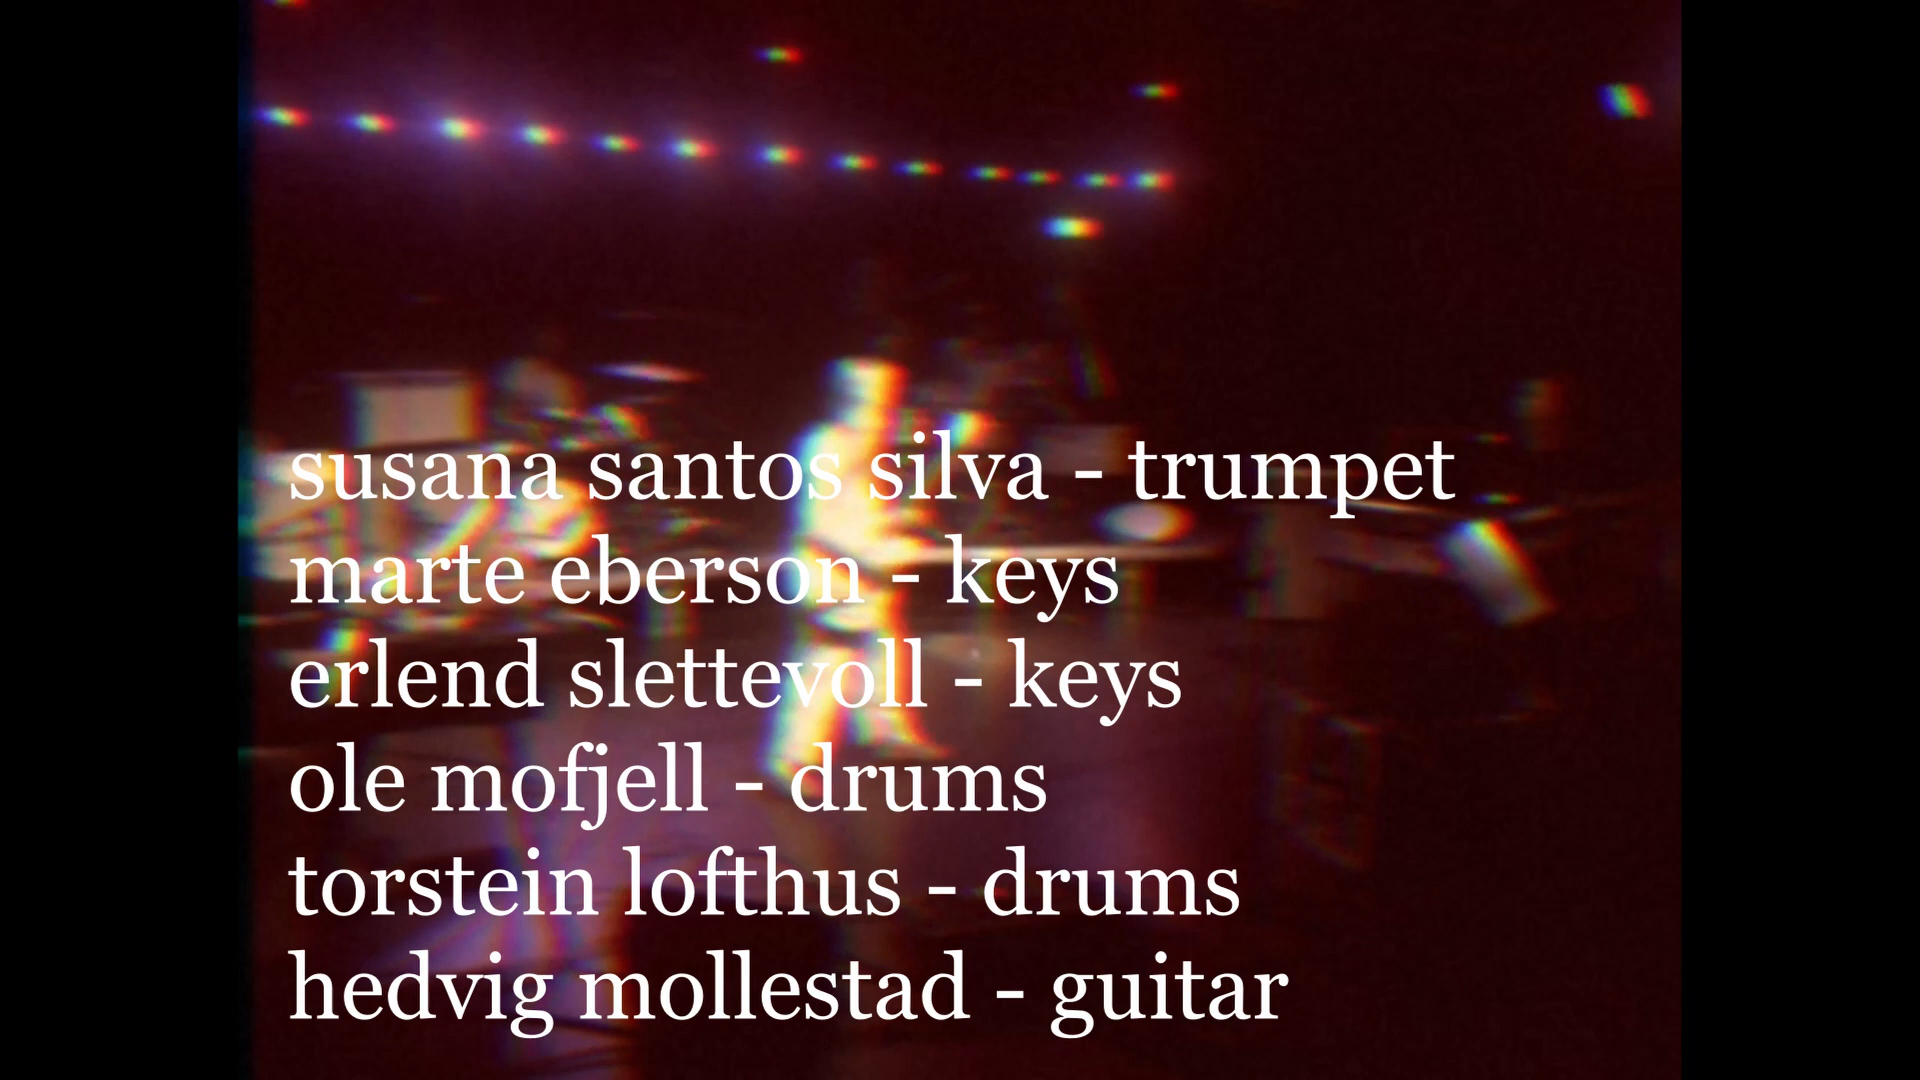 susana santos silva - trumpet
marte eberson - keys
erlend slettevoll - keys
ole mofjell - drums
torstein lofthus - drums
hedvig mollestad - guitar